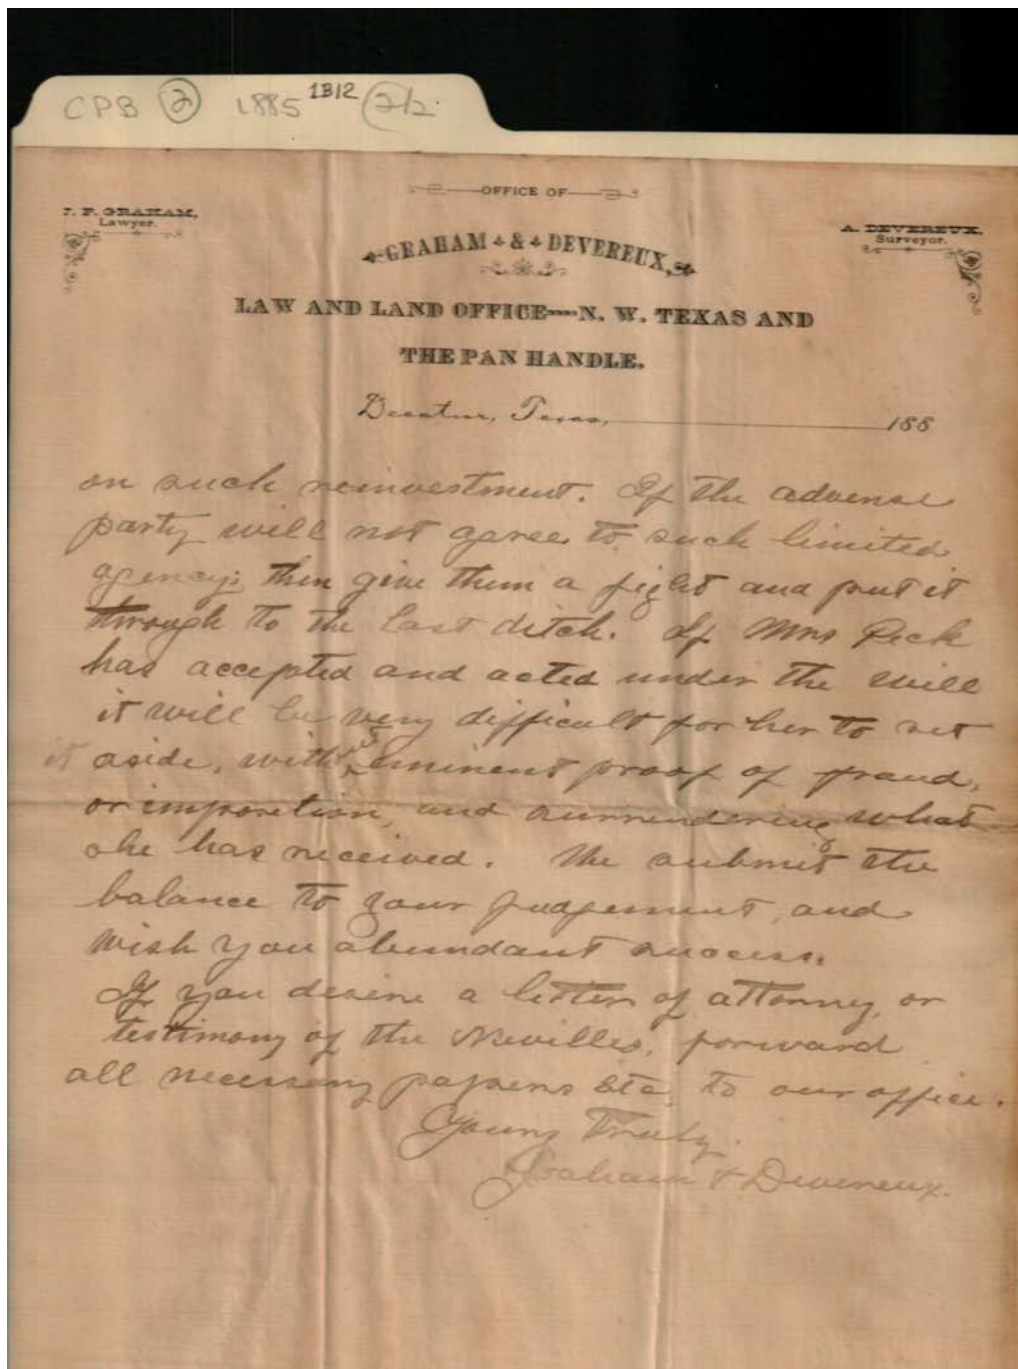 CPB 2 1885 1B12 2/2
OFFICE OF
J. F. GRAHAM,
Lawyer.
A. DEVEREUX,
Surveyor.
GRAHAM & DEVEREUX,
LAW AND LAND OFFICE----N. W. TEXAS AND
THE PAN HANDLE.
Decatur, Texas, 188
on such reinvestment. If the adverse
party will not agree to such limited
agency; then give them a fight and put it
through to the last ditch. If Mrs Peck
has accepted and acted under the will
it will be very difficult for her to set
it aside, with eminent proof of fraud,
or imposition, and surrendering what
she has received. We submit the
balance to your judgement, and
wish you abundant success.
If you desire a letter of attorney, or
testimony of the Nevilles, forward
all necessary papers etc, to our office.
Yours Truly.
Graham & Devereux.